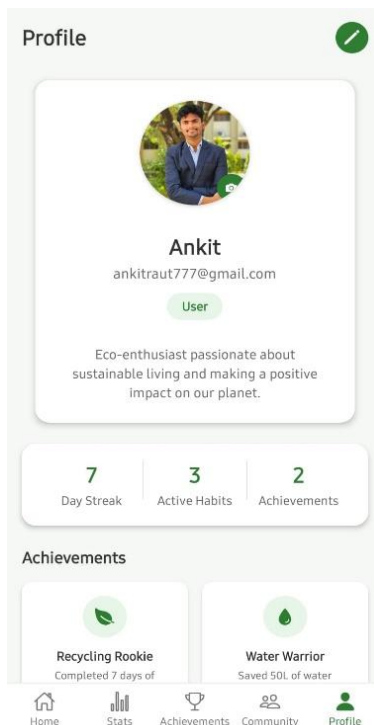 Profile
Ankit
ankitraut777@gmail.com
User
Eco-enthusiast passionate about
sustainable living and making a positive
impact on our planet.
7
Day Streak
3
Active Habits
2
Achievements
Achievements
Recycling Rookie
Completed 7 days of
Water Warrior
Saved 50L of water
Home
Stats
Achievements
Community
Profile